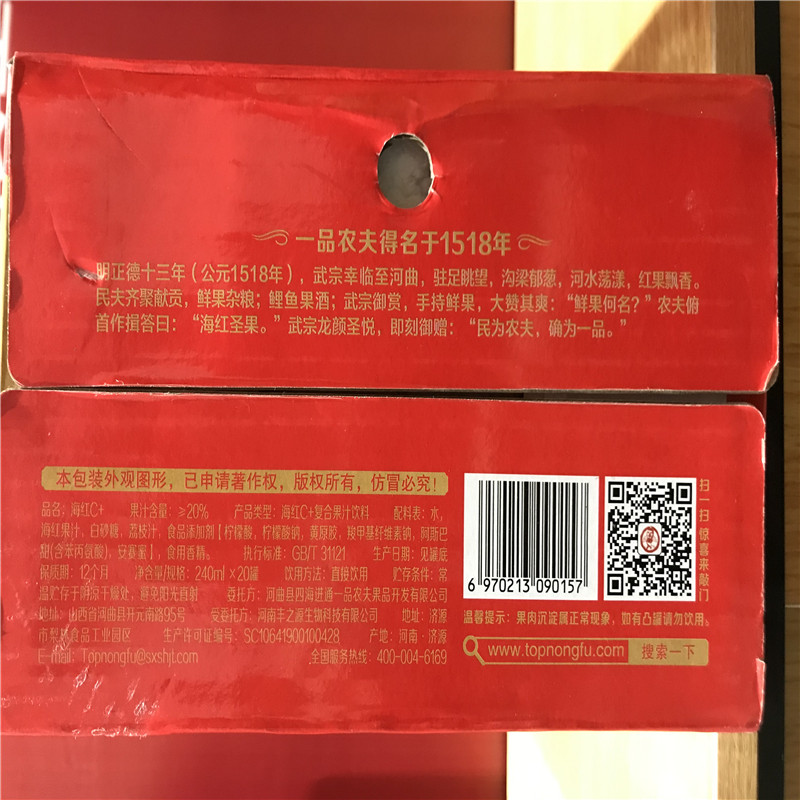 一品农夫得名于1518年
明正德十三年（公元1518年），武宗幸临至河曲，驻足眺望，沟梁郁葱，河水荡漾，红果飘香。
民夫齐聚献贡，鲜果杂粮；鲤鱼果酒；武宗御赏，手持鲜果，大赞其爽：“鲜果何名？”农夫俯
首作揖答曰：“海红圣果。”武宗龙颜圣悦，即刻御赠：“民为农夫，确为一品。”
本包装外观图形，已申请著作权，版权所有，仿冒必究！
品名：海红C+ 果汁含量：≥20% 产品类型：海红C+复合果汁饮料 配料表：水，
海红果汁，白砂糖，荔枝汁，食品添加剂【柠檬酸，柠檬酸钠，黄原胶，羧甲基纤维素钠，阿斯巴
甜(含苯丙氨酸)，安赛蜜】，食用香精。 执行标准：GB/T 31121 生产日期：见罐底
保质期：12个月 净含量/规格：240ml×20罐 饮用方法：直接饮用 贮存条件：常
温贮存于阴凉干燥处，避免阳光直射 委托方：河曲县四海进通一品农夫果品开发有限公司
地址：山西省河曲县开元南路95号 受委托方：河南丰之源生物科技有限公司 地址：济源
市梨林食品工业园区 生产许可证编号：SC10641900100428 产地：河南·济源
E-mail：Topnongfu@sxshjt.com 全国服务热线：400-004-6169
6 970213 090157
扫一扫 惊喜来敲门
温馨提示：果肉沉淀属正常现象，如有凸罐请勿饮用。
www.topnongfu.com 搜索一下